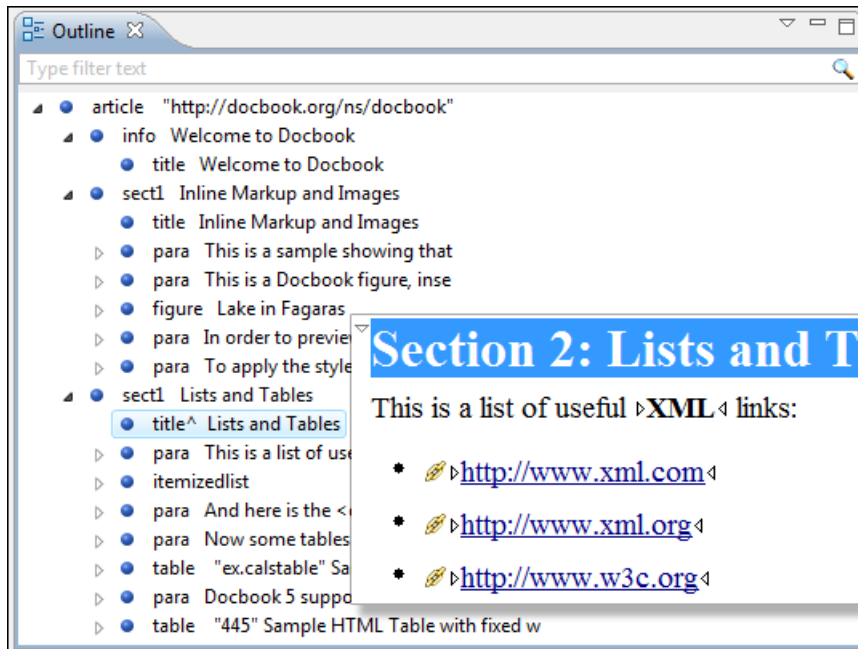 Outline
Type filter text
article "http://docbook.org/ns/docbook"
info Welcome to Docbook
title Welcome to Docbook
sect1 Inline Markup and Images
title Inline Markup and Images
para This is a sample showing that
para This is a Docbook figure, inse
figure Lake in Fagaras
para In order to previe
para To apply the style
sect1 Lists and Tables
title^ Lists and Tables
para This is a list of use
itemizedlist
para And here is the <
para Now some tables
table "ex.calstable" Sa
para Docbook 5 suppo
table "445" Sample HTML Table with fixed w
Section 2: Lists and T
This is a list of useful XML links:
http://www.xml.com
http://www.xml.org
http://www.w3c.org